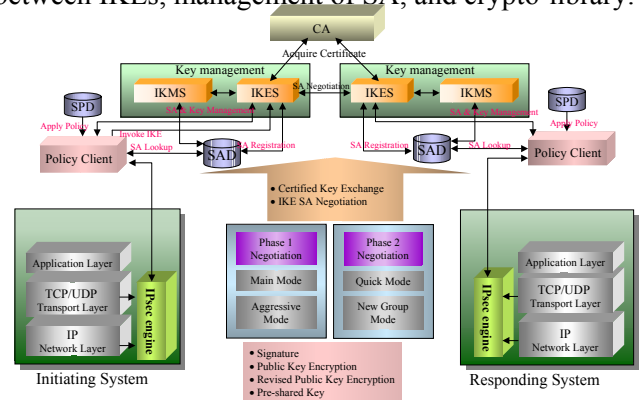 between IKEs, management of SA, and crypto library.
CA
Acquire Certificate
Key management
Key management
IKMS
IKES
SA Negotiation
IKES
IKMS
SPD
SA & Key Management
SA & Key Management
SPD
Apply Policy
Invoke IKE
Apply Policy
Policy Client
SA Lookup
SAD
SA Registration
SA Registration
SAD
SA Lookup
Policy Client
• Certified Key Exchange
• IKE SA Negotiation
Phase 1
Negotiation
Main Mode
Aggressive
Mode
Phase 2
Negotiation
Quick Mode
New Group
Mode
Application Layer
TCP/UDP
Transport Layer
IP
Network Layer
IPsec engine
Initiating System
IPsec engine
Application Layer
TCP/UDP
Transport Layer
IP
Network Layer
Responding System
• Signature
• Public Key Encryption
• Revised Public Key Encryption
• Pre-shared Key